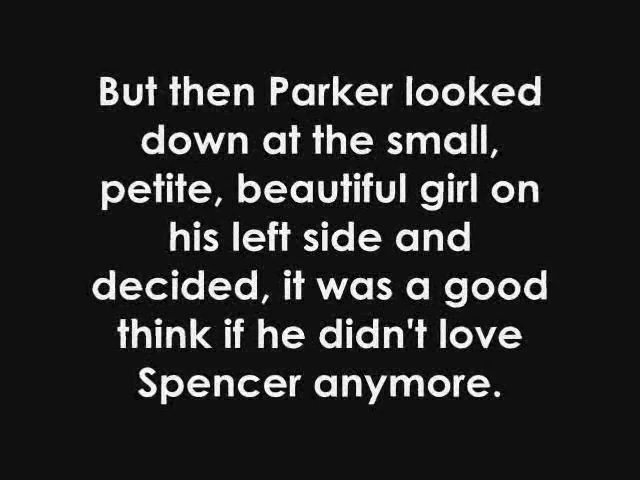 But then Parker looked
down at the small,
petite, beautiful girl on
his left side and
decided, it was a good
think if he didn't love
Spencer anymore.